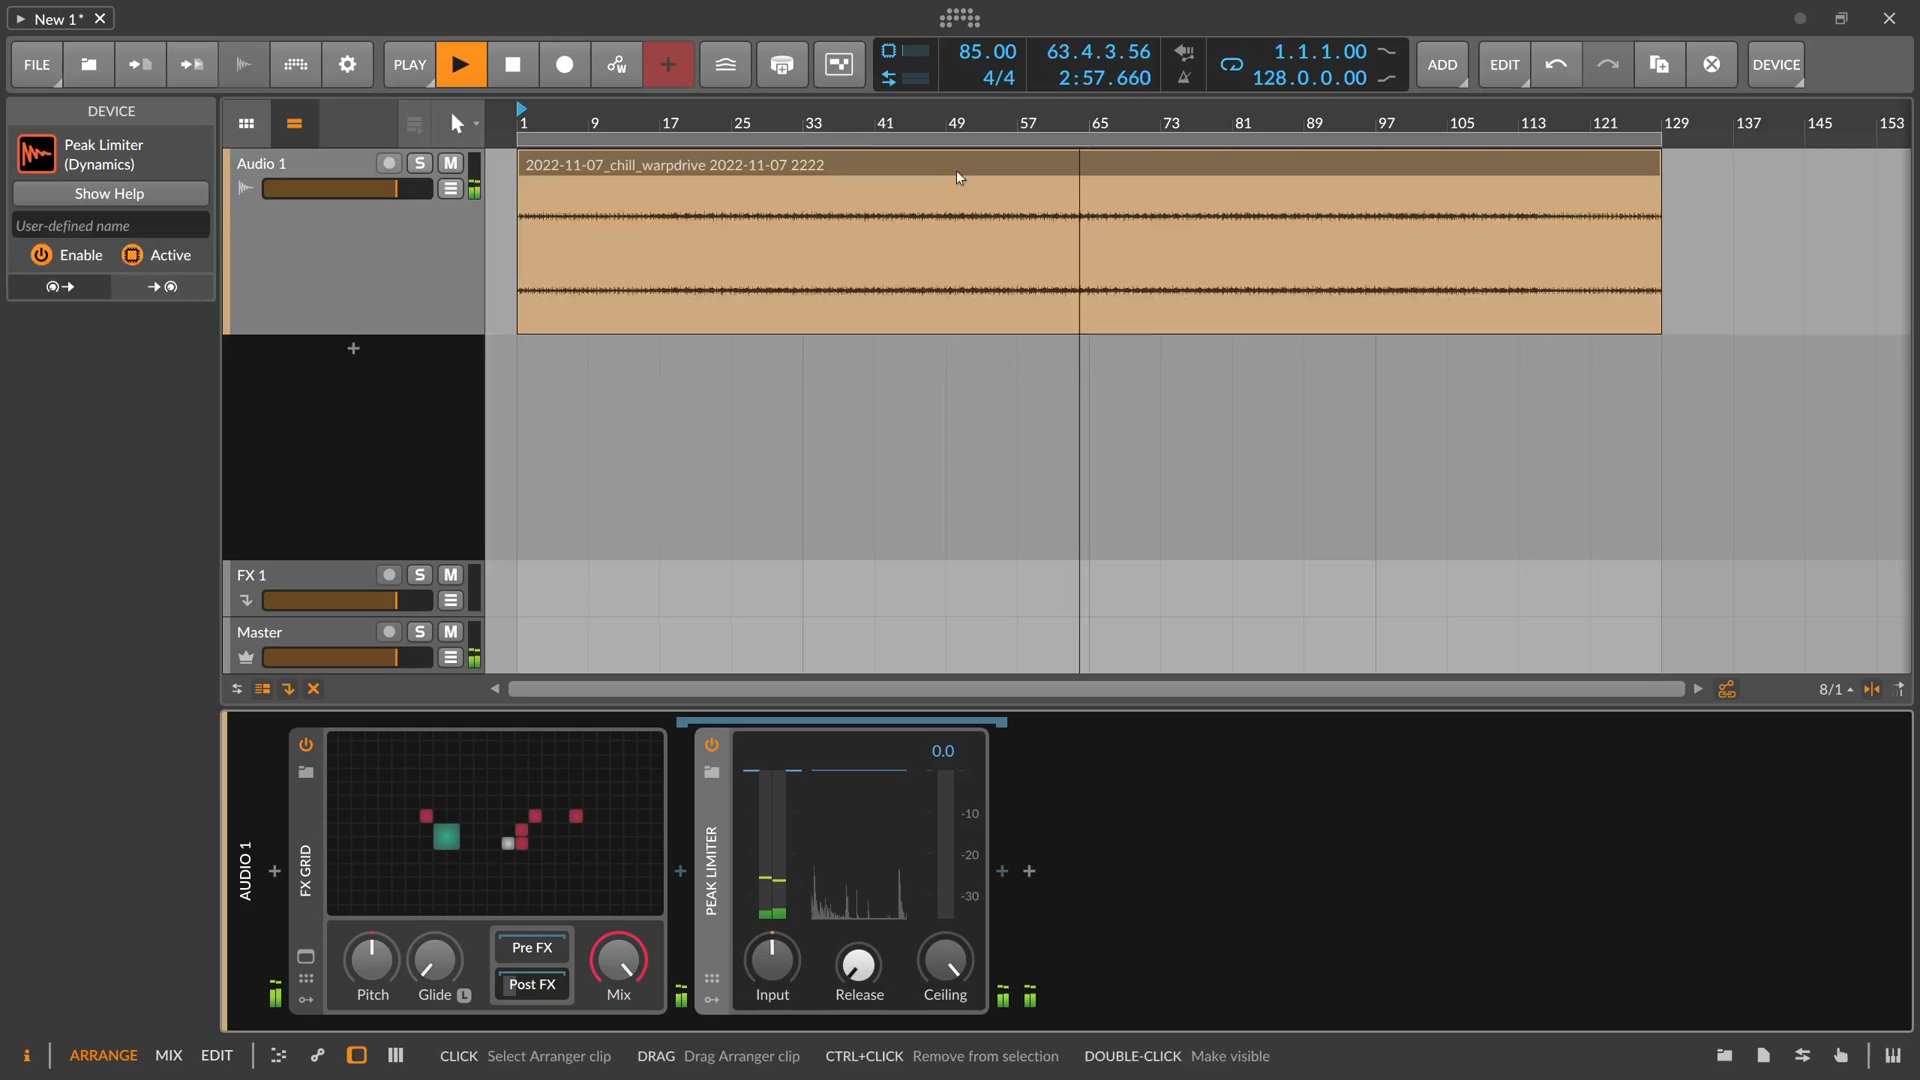 New 1*
FILE
PLAY
85.00
4/4
63.4.3.56
2:57.660
1.1.1.00
128.0.0.00
ADD
EDIT
DEVICE
DEVICE
Peak Limiter
(Dynamics)
Show Help
User-defined name
Enable
Active
1 9 17 25 33 41 49 57 65 73 81 89 97 105 113 121 129 137 145 153
Audio 1
S
M
2022-11-07_chill_warpdrive 2022-11-07 2222
FX 1
S
M
Master
S
M
8/1
AUDIO 1
FX GRID
Pitch
Glide
L
Pre FX
Post FX
Mix
PEAK LIMITER
0.0
-10
-20
-30
Input
Release
Ceiling
i
ARRANGE
MIX
EDIT
CLICK Select Arranger clip DRAG Drag Arranger clip CTRL+CLICK Remove from selection DOUBLE-CLICK Make visible